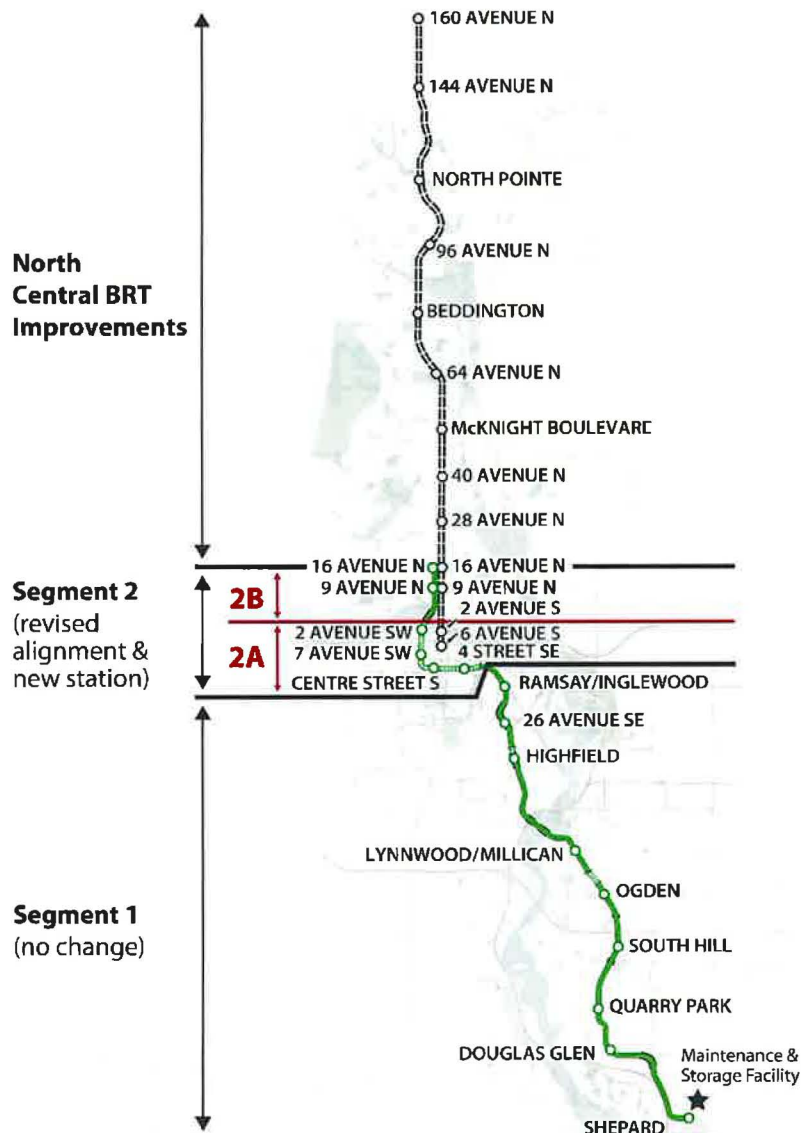 160 AVENUE N
144 AVENUE N
NORTH POINTE
96 AVENUE N
BEDDINGTON
64 AVENUE N
McKNIGHT BOULEVARD
40 AVENUE N
28 AVENUE N
North
Central BRT
Improvements
16 AVENUE N
16 AVENUE N
9 AVENUE N
9 AVENUE N
2 AVENUE S
2 AVENUE SW
6 AVENUE S
7 AVENUE SW
4 STREET SE
CENTRE STREET S
Segment 2
(revised
alignment &
new station)
2B
2A
RAMSAY/INGLEWOOD
26 AVENUE SE
HIGHFIELD
LYNNWOOD/MILLICAN
OGDEN
SOUTH HILL
QUARRY PARK
DOUGLAS GLEN
Maintenance &
Storage Facility
SHEPARD
Segment 1
(no change)